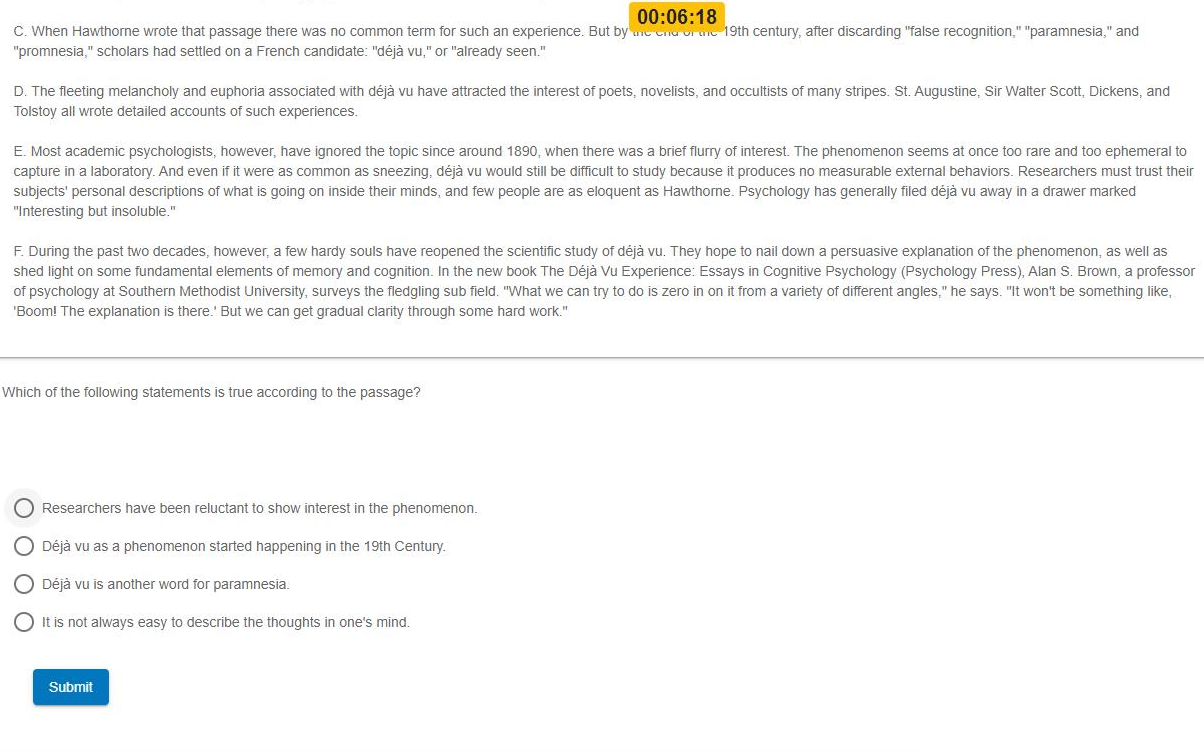 00:06:18
C. When Hawthorne wrote that passage there was no common term for such an experience. But by the end of the 19th century, after discarding "false recognition," "paramnesia," and
"promnesia," scholars had settled on a French candidate: "déjà vu," or "already seen."
D. The fleeting melancholy and euphoria associated with déjà vu have attracted the interest of poets, novelists, and occultists of many stripes. St. Augustine, Sir Walter Scott, Dickens, and
Tolstoy all wrote detailed accounts of such experiences.
E. Most academic psychologists, however, have ignored the topic since around 1890, when there was a brief flurry of interest. The phenomenon seems at once too rare and too ephemeral to
capture in a laboratory. And even if it were as common as sneezing, déjà vu would still be difficult to study because it produces no measurable external behaviors. Researchers must trust their
subjects' personal descriptions of what is going on inside their minds, and few people are as eloquent as Hawthorne. Psychology has generally filed déjà vu away in a drawer marked
"Interesting but insoluble."
F. During the past two decades, however, a few hardy souls have reopened the scientific study of déjà vu. They hope to nail down a persuasive explanation of the phenomenon, as well as
shed light on some fundamental elements of memory and cognition. In the new book The Déjà Vu Experience: Essays in Cognitive Psychology (Psychology Press), Alan S. Brown, a professor
of psychology at Southern Methodist University, surveys the fledgling sub field. "What we can try to do is zero in on it from a variety of different angles," he says. "It won't be something like,
'Boom! The explanation is there.' But we can get gradual clarity through some hard work."
Which of the following statements is true according to the passage?
Researchers have been reluctant to show interest in the phenomenon.
Déjà vu as a phenomenon started happening in the 19th Century.
Déjà vu is another word for paramnesia.
It is not always easy to describe the thoughts in one's mind.
Submit